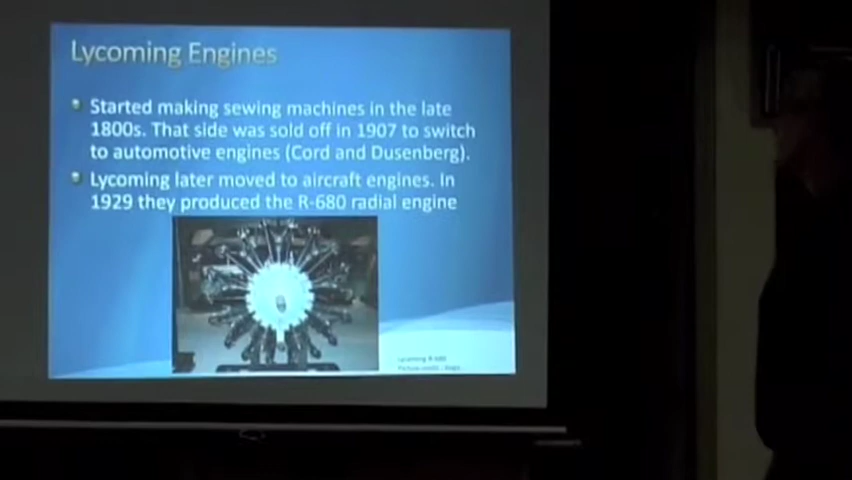 Lycoming Engines
Started making sewing machines in the late
1800s. That side was sold off in 1907 to switch
to automotive engines (Cord and Dusenberg).
Lycoming later moved to aircraft engines. In
1929 they produced the R-680 radial engine
Lycoming R-680